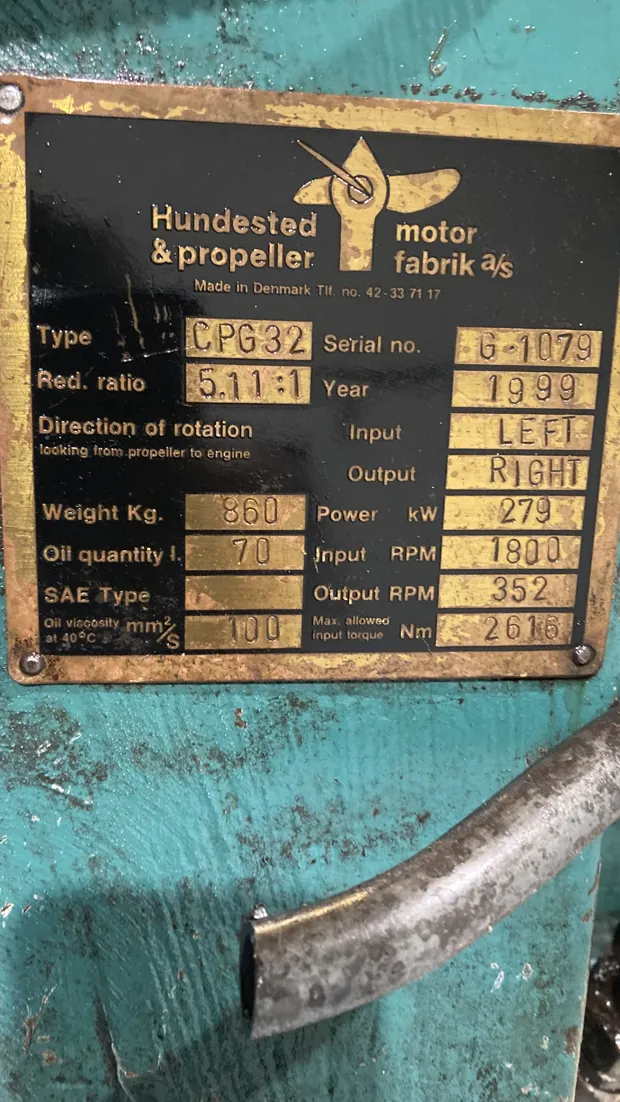 Hundested motor
& propeller fabrik a/s
Made in Denmark Tlf. no. 42-33 71 17
Type CPG32 Serial no. G-1079
Red. ratio 5.11:1 Year 1999
Direction of rotation Input LEFT
looking from propeller to engine
Output RIGHT
Weight Kg. 860 Power kW 279
Oil quantity l. 70 Input RPM 1800
SAE Type Output RPM 352
Oil viscosity at 40°C mm²/s 100 Max. allowed input torque Nm 2616